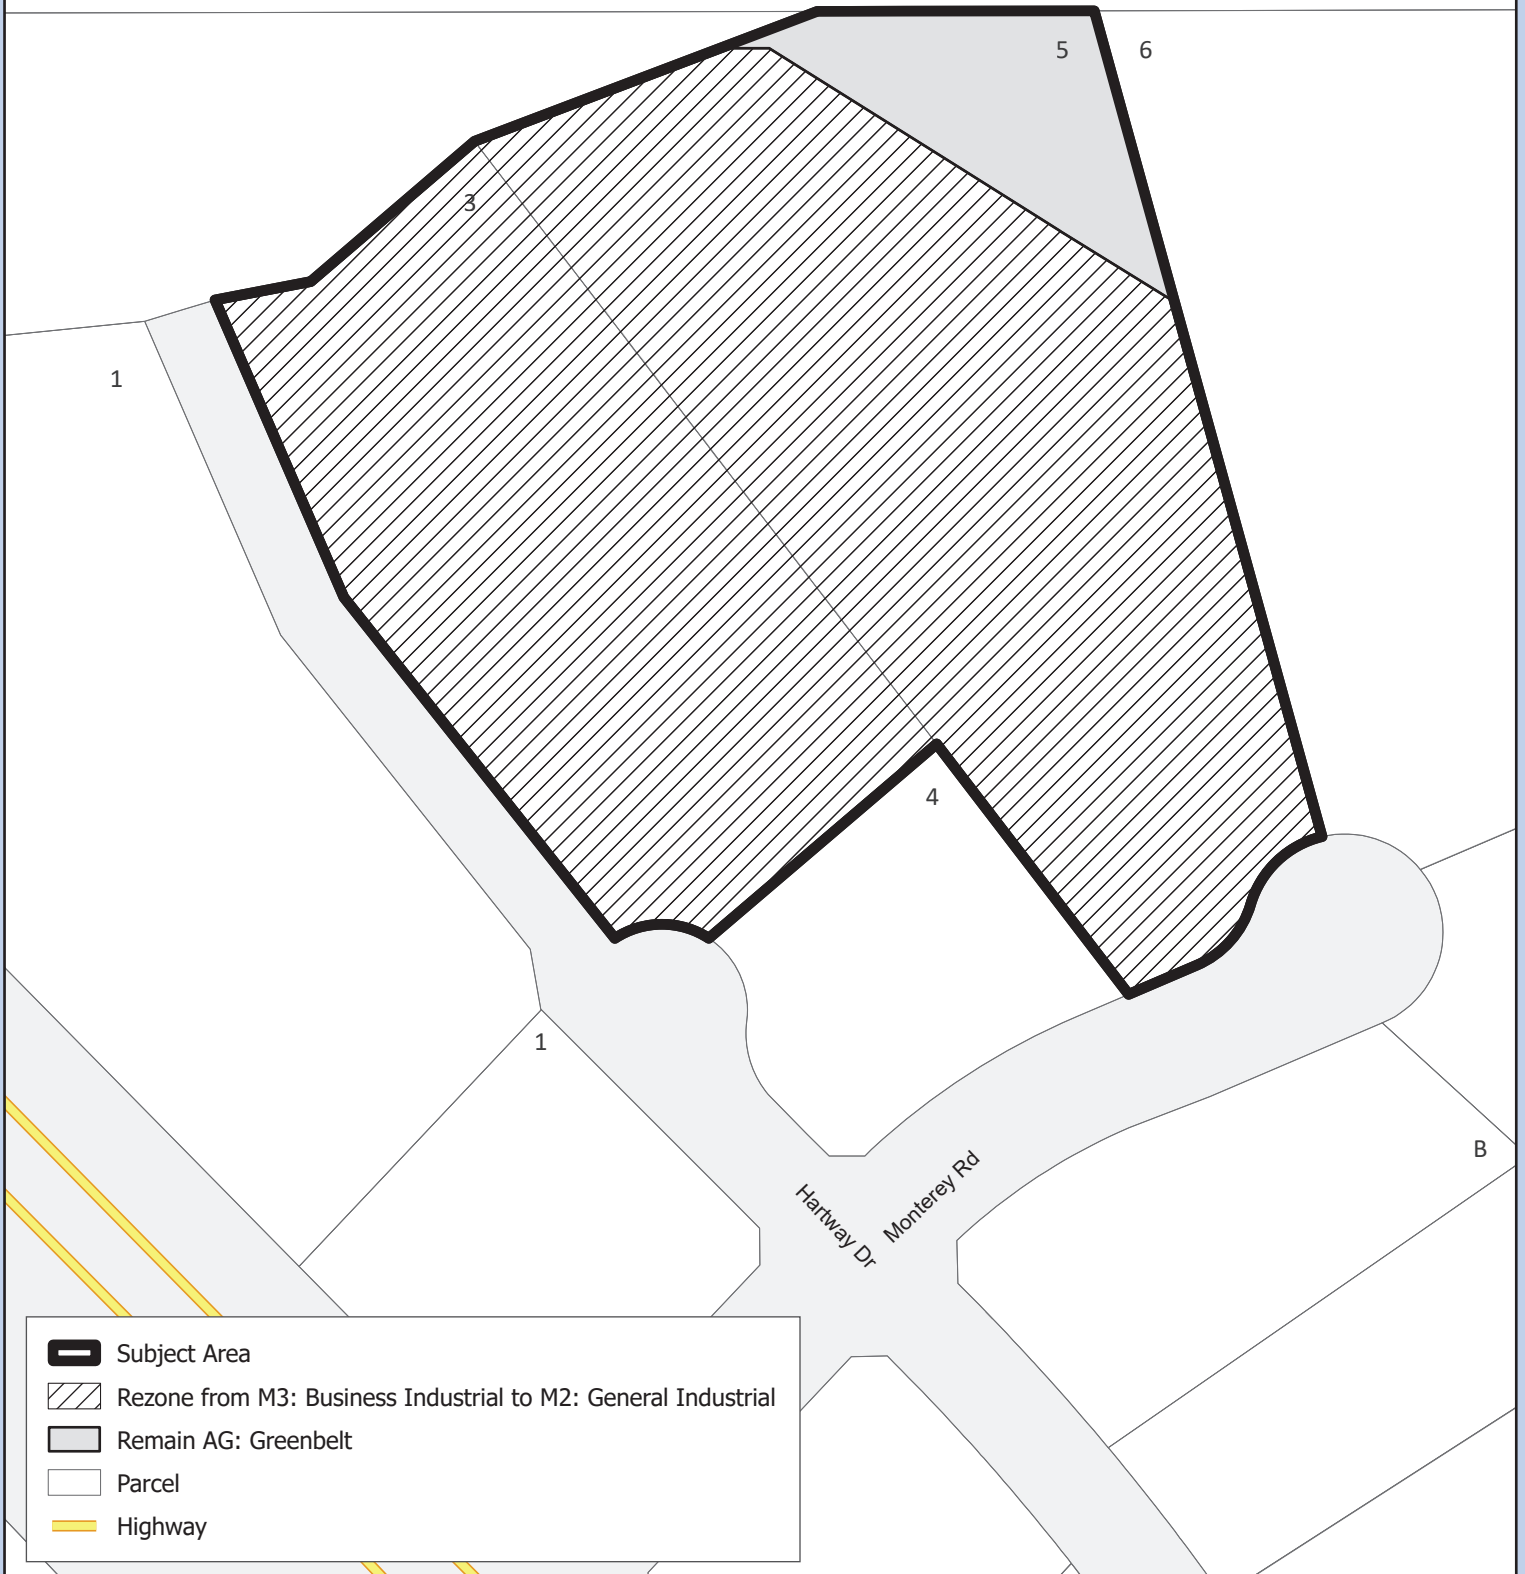 5
6
3
1
4
1
B
Hartway Dr
Monterey Rd
Subject Area
Rezone from M3: Business Industrial to M2: General Industrial
Remain AG: Greenbelt
Parcel
Highway